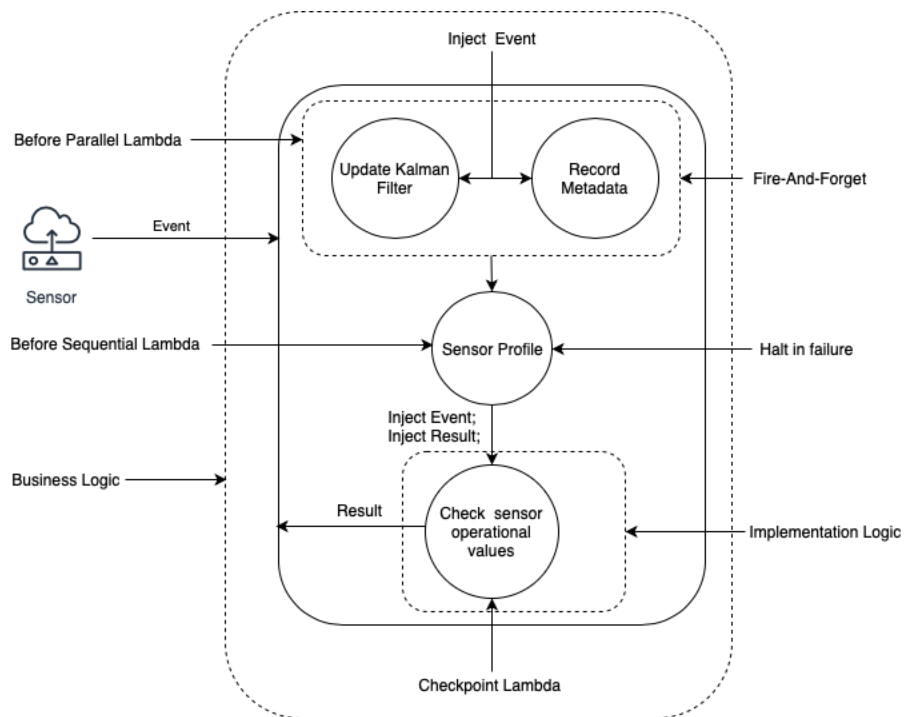 Inject Event
Before Parallel Lambda
Update Kalman
Filter
Record
Metadata
Fire-And-Forget
Event
Sensor
Before Sequential Lambda
Sensor Profile
Halt in failure
Inject Event;
Inject Result;
Business Logic
Result
Check sensor
operational
values
Implementation Logic
Checkpoint Lambda